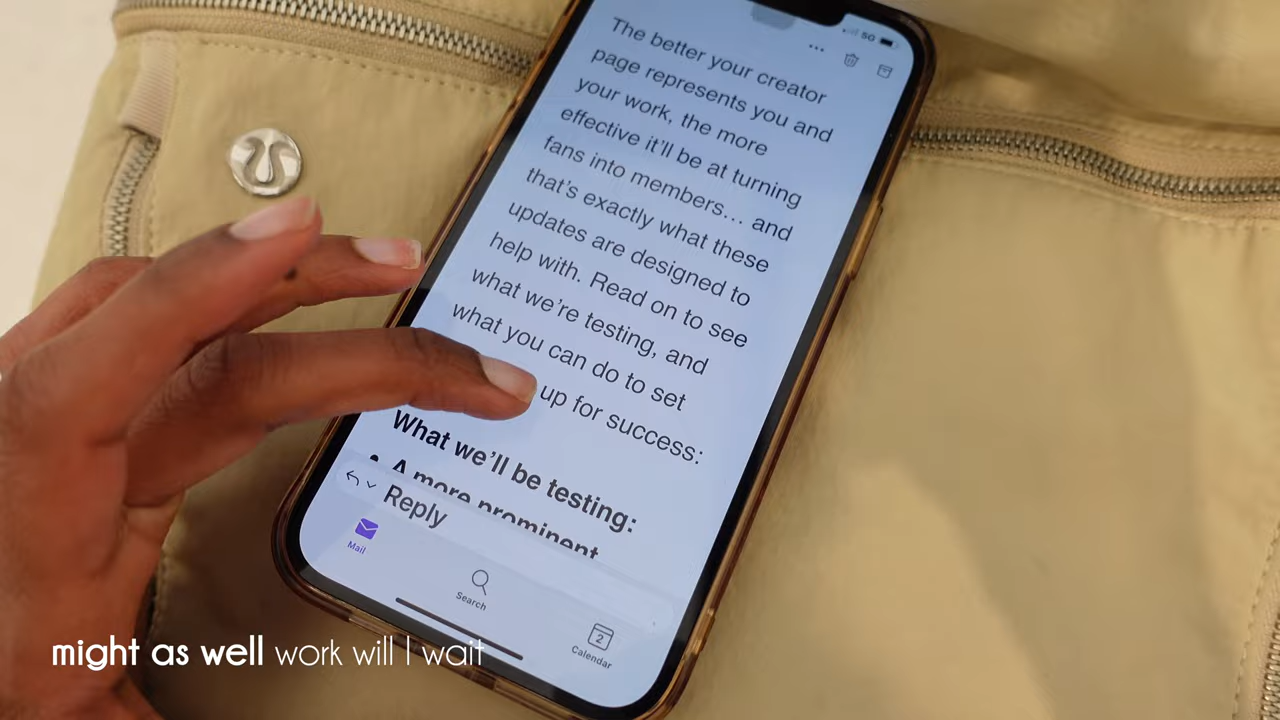 5G
The better your creator
page represents you and
your work, the more
effective it'll be at turning
fans into members... and
that's exactly what these
updates are designed to
help with. Read on to see
what we're testing, and
what you can do to set
up for success:
What we'll be testing:
A more prominent
Reply
Mail
Search
2
Calendar
might as well work will I wait